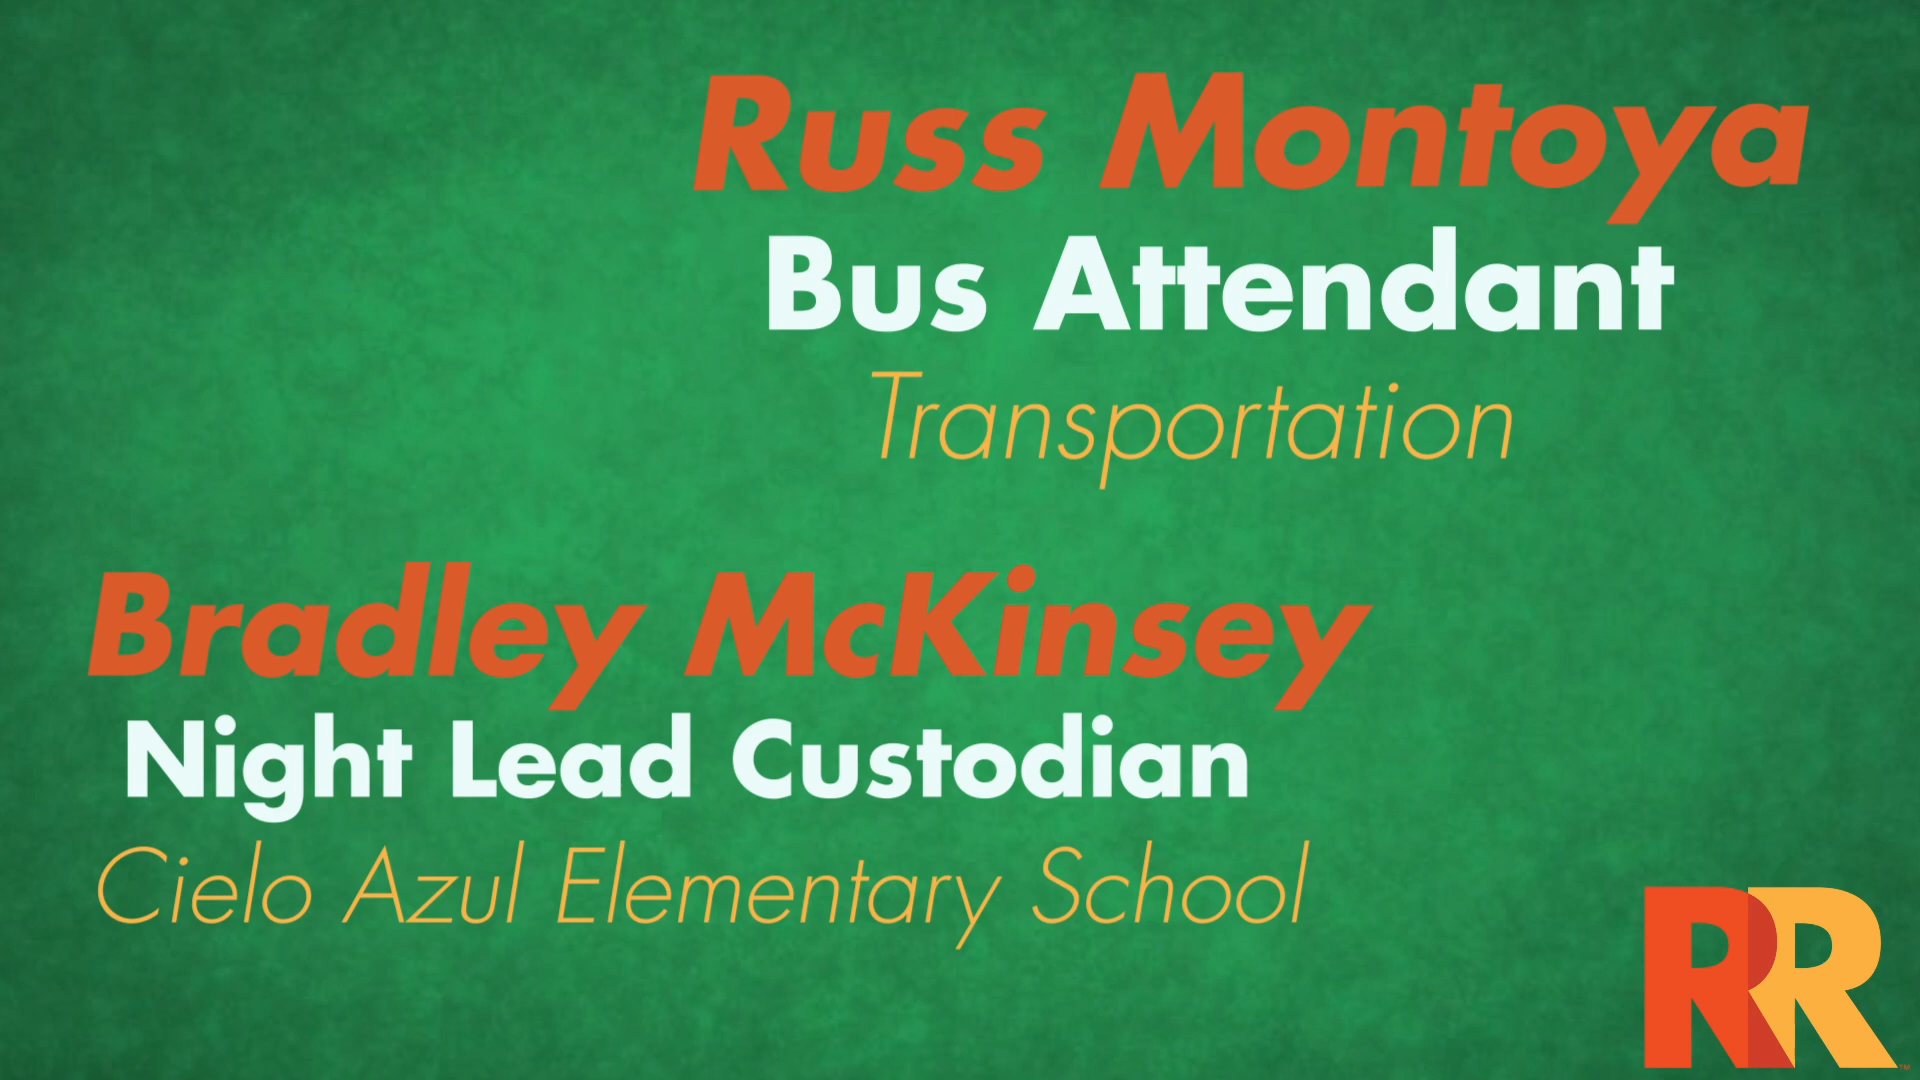 Russ Montoya
Bus Attendant
Transportation
Bradley McKinsey
Night Lead Custodian
Cielo Azul Elementary School
RR